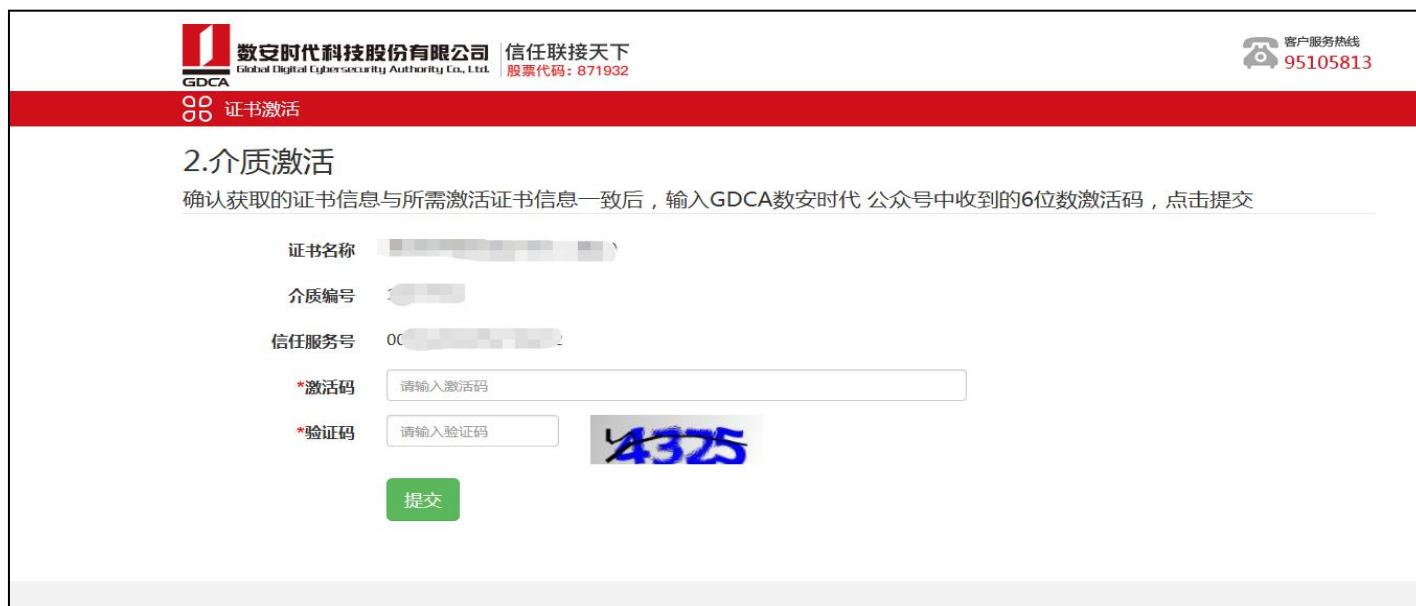 数安时代科技股份有限公司
Global Digital Cybersecurity Authority Co., Ltd.
GDCA
信任联接天下
股票代码：871932
客户服务热线
95105813
证书激活
2.介质激活
确认获取的证书信息与所需激活证书信息一致后，输入GDCA数安时代 公众号中收到的6位数激活码，点击提交
证书名称
介质编号
信任服务号 00
*激活码 请输入激活码
*验证码 请输入验证码 4325
提交